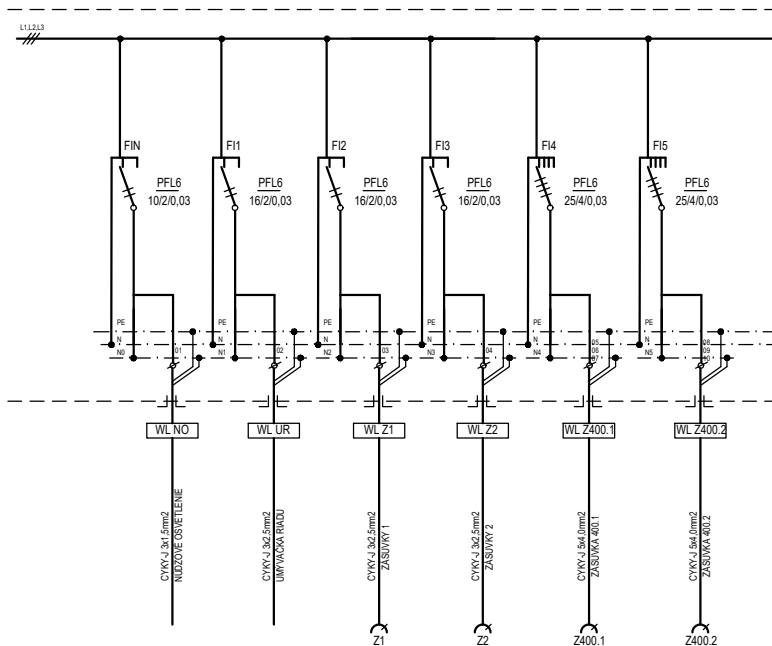 L1,L2,L3
FIN
FI1
FI2
FI3
FI4
FI5
PFL6
10/2/0,03
PFL6
16/2/0,03
PFL6
16/2/0,03
PFL6
16/2/0,03
PFL6
25/4/0,03
PFL6
25/4/0,03
PE
N
N0
01
PE
N
N1
02
PE
N
N2
03
PE
N
N3
04
PE
N
N4
05
06
07
PE
N
N5
08
09
10
WL NO
WL UR
WL Z1
WL Z2
WL Z400.1
WL Z400.2
CYKY-J 3x1,5mm2
NÚDZOVÉ OSVETLENIE
CYKY-J 3x2,5mm2
UMÝVAČKA RIADU
CYKY-J 3x2,5mm2
ZÁSUVKY 1
CYKY-J 3x2,5mm2
ZÁSUVKY 2
CYKY-J 5x4,0mm2
ZÁSUVKA 400.1
CYKY-J 5x4,0mm2
ZÁSUVKA 400.2
Z1
Z2
Z400.1
Z400.2